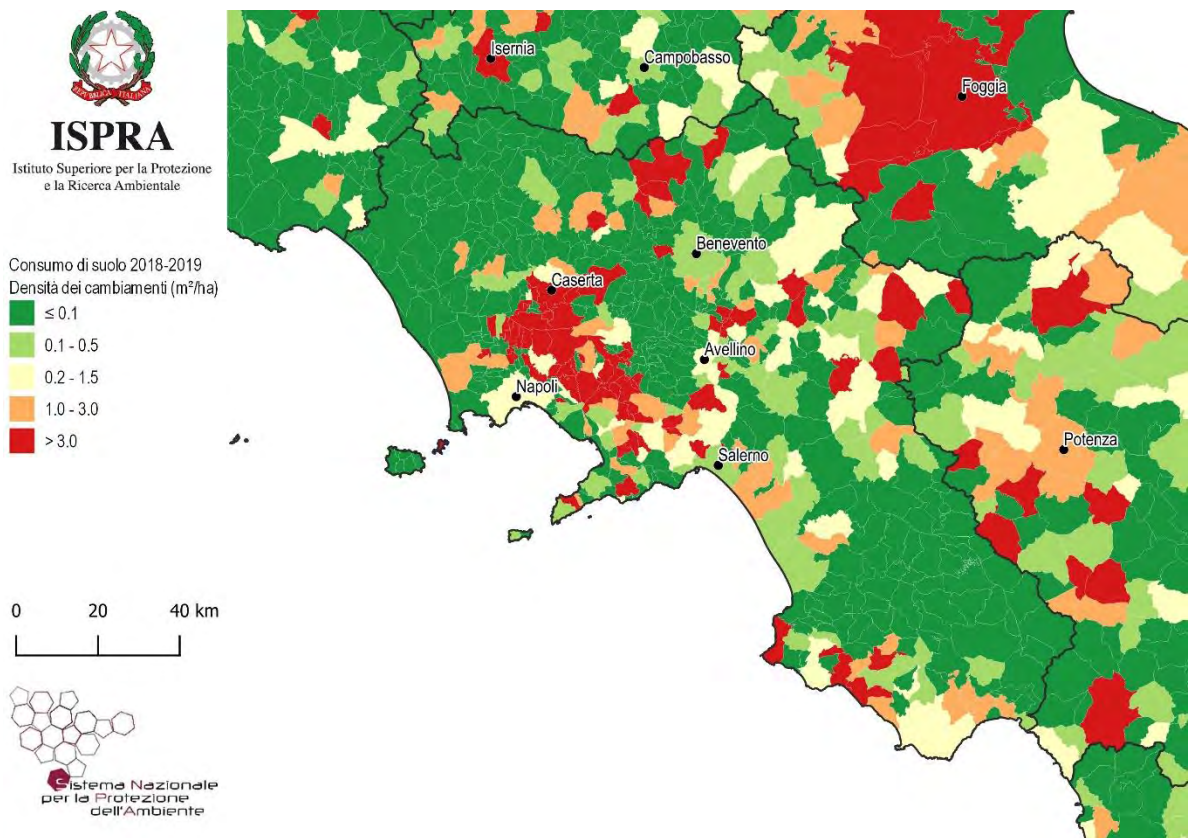 REPVBBLICA ITALIANA
ISPRA
Istituto Superiore per la Protezione
e la Ricerca Ambientale
Consumo di suolo 2018-2019
Densità dei cambiamenti (m²/ha)
≤ 0.1
0.1 - 0.5
0.2 - 1.5
1.0 - 3.0
> 3.0
0 20 40 km
Sistema Nazionale
per la Protezione
dell'Ambiente
Isernia
Campobasso
Foggia
Benevento
Caserta
Avellino
Napoli
Potenza
Salerno